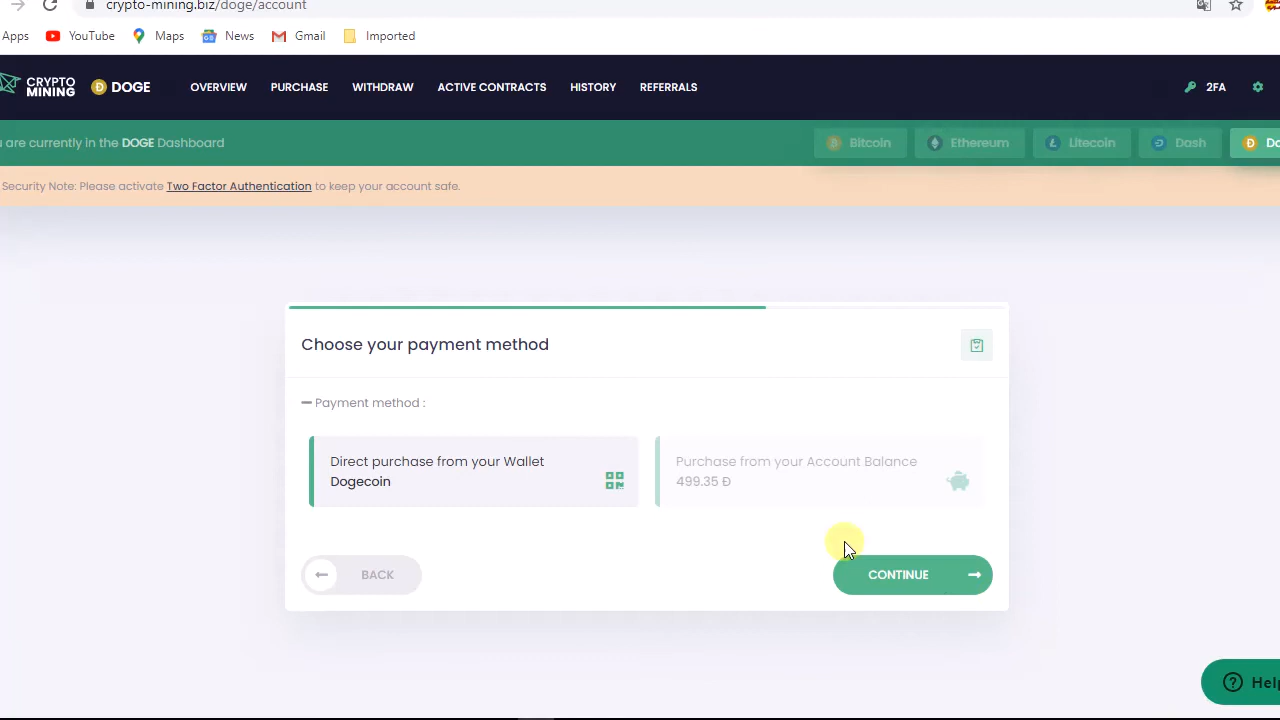 crypto-mining.biz/doge/account
Apps YouTube Maps News Gmail Imported
CRYPTO MINING DOGE OVERVIEW PURCHASE WITHDRAW ACTIVE CONTRACTS HISTORY REFERRALS 2FA
are currently in the DOGE Dashboard Bitcoin Ethereum Litecoin Dash
Security Note: Please activate Two Factor Authentication to keep your account safe.
Choose your payment method
Payment method :
Direct purchase from your Wallet
Dogecoin
Purchase from your Account Balance
499.35 Ð
BACK
CONTINUE
Help